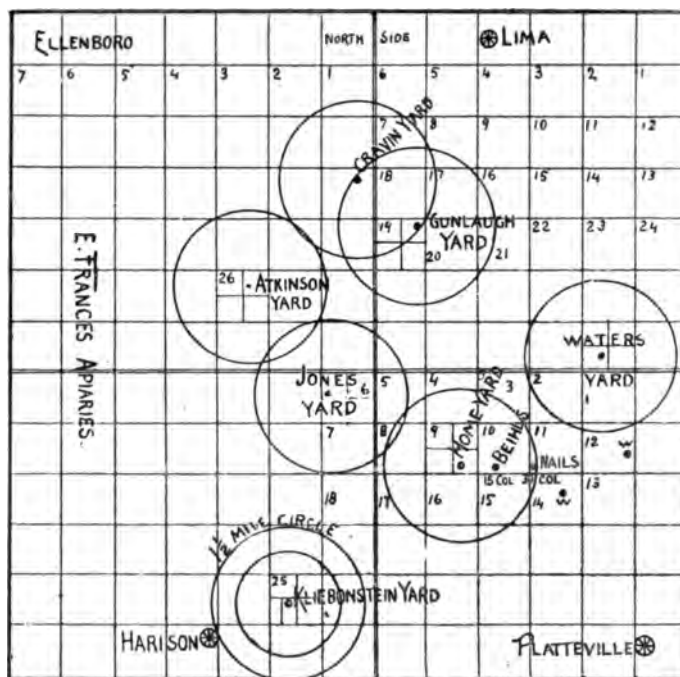 ELLENBORO NORTH SIDE LIMA
7 6 5 4 3 2 1 6 5 4 3 2 1
7 8 9 10 11 12
CRAVIN YARD
18 17 16 15 14 13
19 GUNLAUGH 22 23 24
YARD
20 21
E. FRANCES APIARIES.
26 ATKINSON
YARD
WATERS
YARD
JONES 6 5 4 3 2 1
YARD
7 8 9 10 11 12
HOME YARD
BEIHLS
NAILS
W
15 COL 37 COL
13
18 17 16 15 14
W
1 1/2 MILE CIRCLE
25
KLIEBONSTEIN YARD
HARISON
PLATTEVILLE